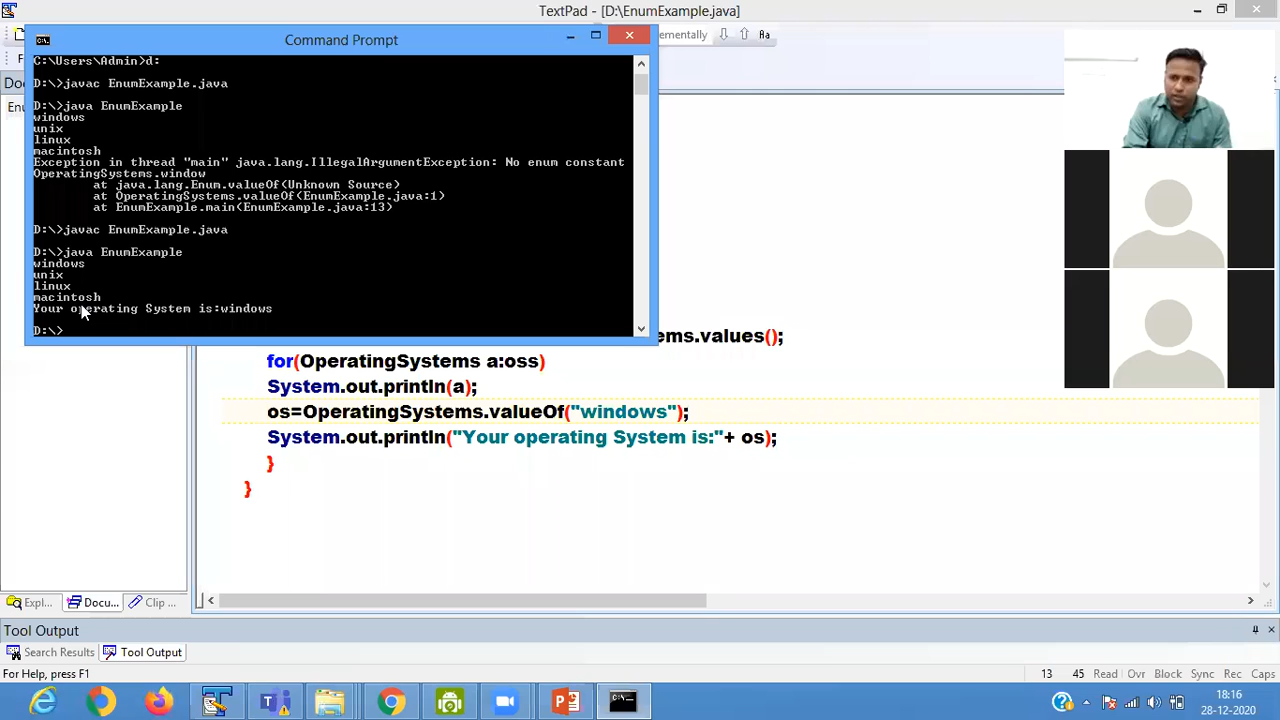 TextPad - [D:\EnumExample.java]
Command Prompt
ementally
C:\Users\Admin>d:
D:\>javac EnumExample.java
D:\>java EnumExample
windows
unix
linux
macintosh
Exception in thread "main" java.lang.IllegalArgumentException: No enum constant
OperatingSystems.window
at java.lang.Enum.valueOf(Unknown Source)
at OperatingSystems.valueOf(EnumExample.java:1)
at EnumExample.main(EnumExample.java:13)
D:\>javac EnumExample.java
D:\>java EnumExample
windows
unix
linux
macintosh
Your operating System is:windows
D:\>
ems.values();
for(OperatingSystems a:oss)
System.out.println(a);
os=OperatingSystems.valueOf("windows");
System.out.println("Your operating System is:"+ os);
}
}
Expl... Docu... Clip ...
Tool Output
Search Results Tool Output
For Help, press F1
13 45 Read Ovr Block Sync Rec Caps
18:16
28-12-2020